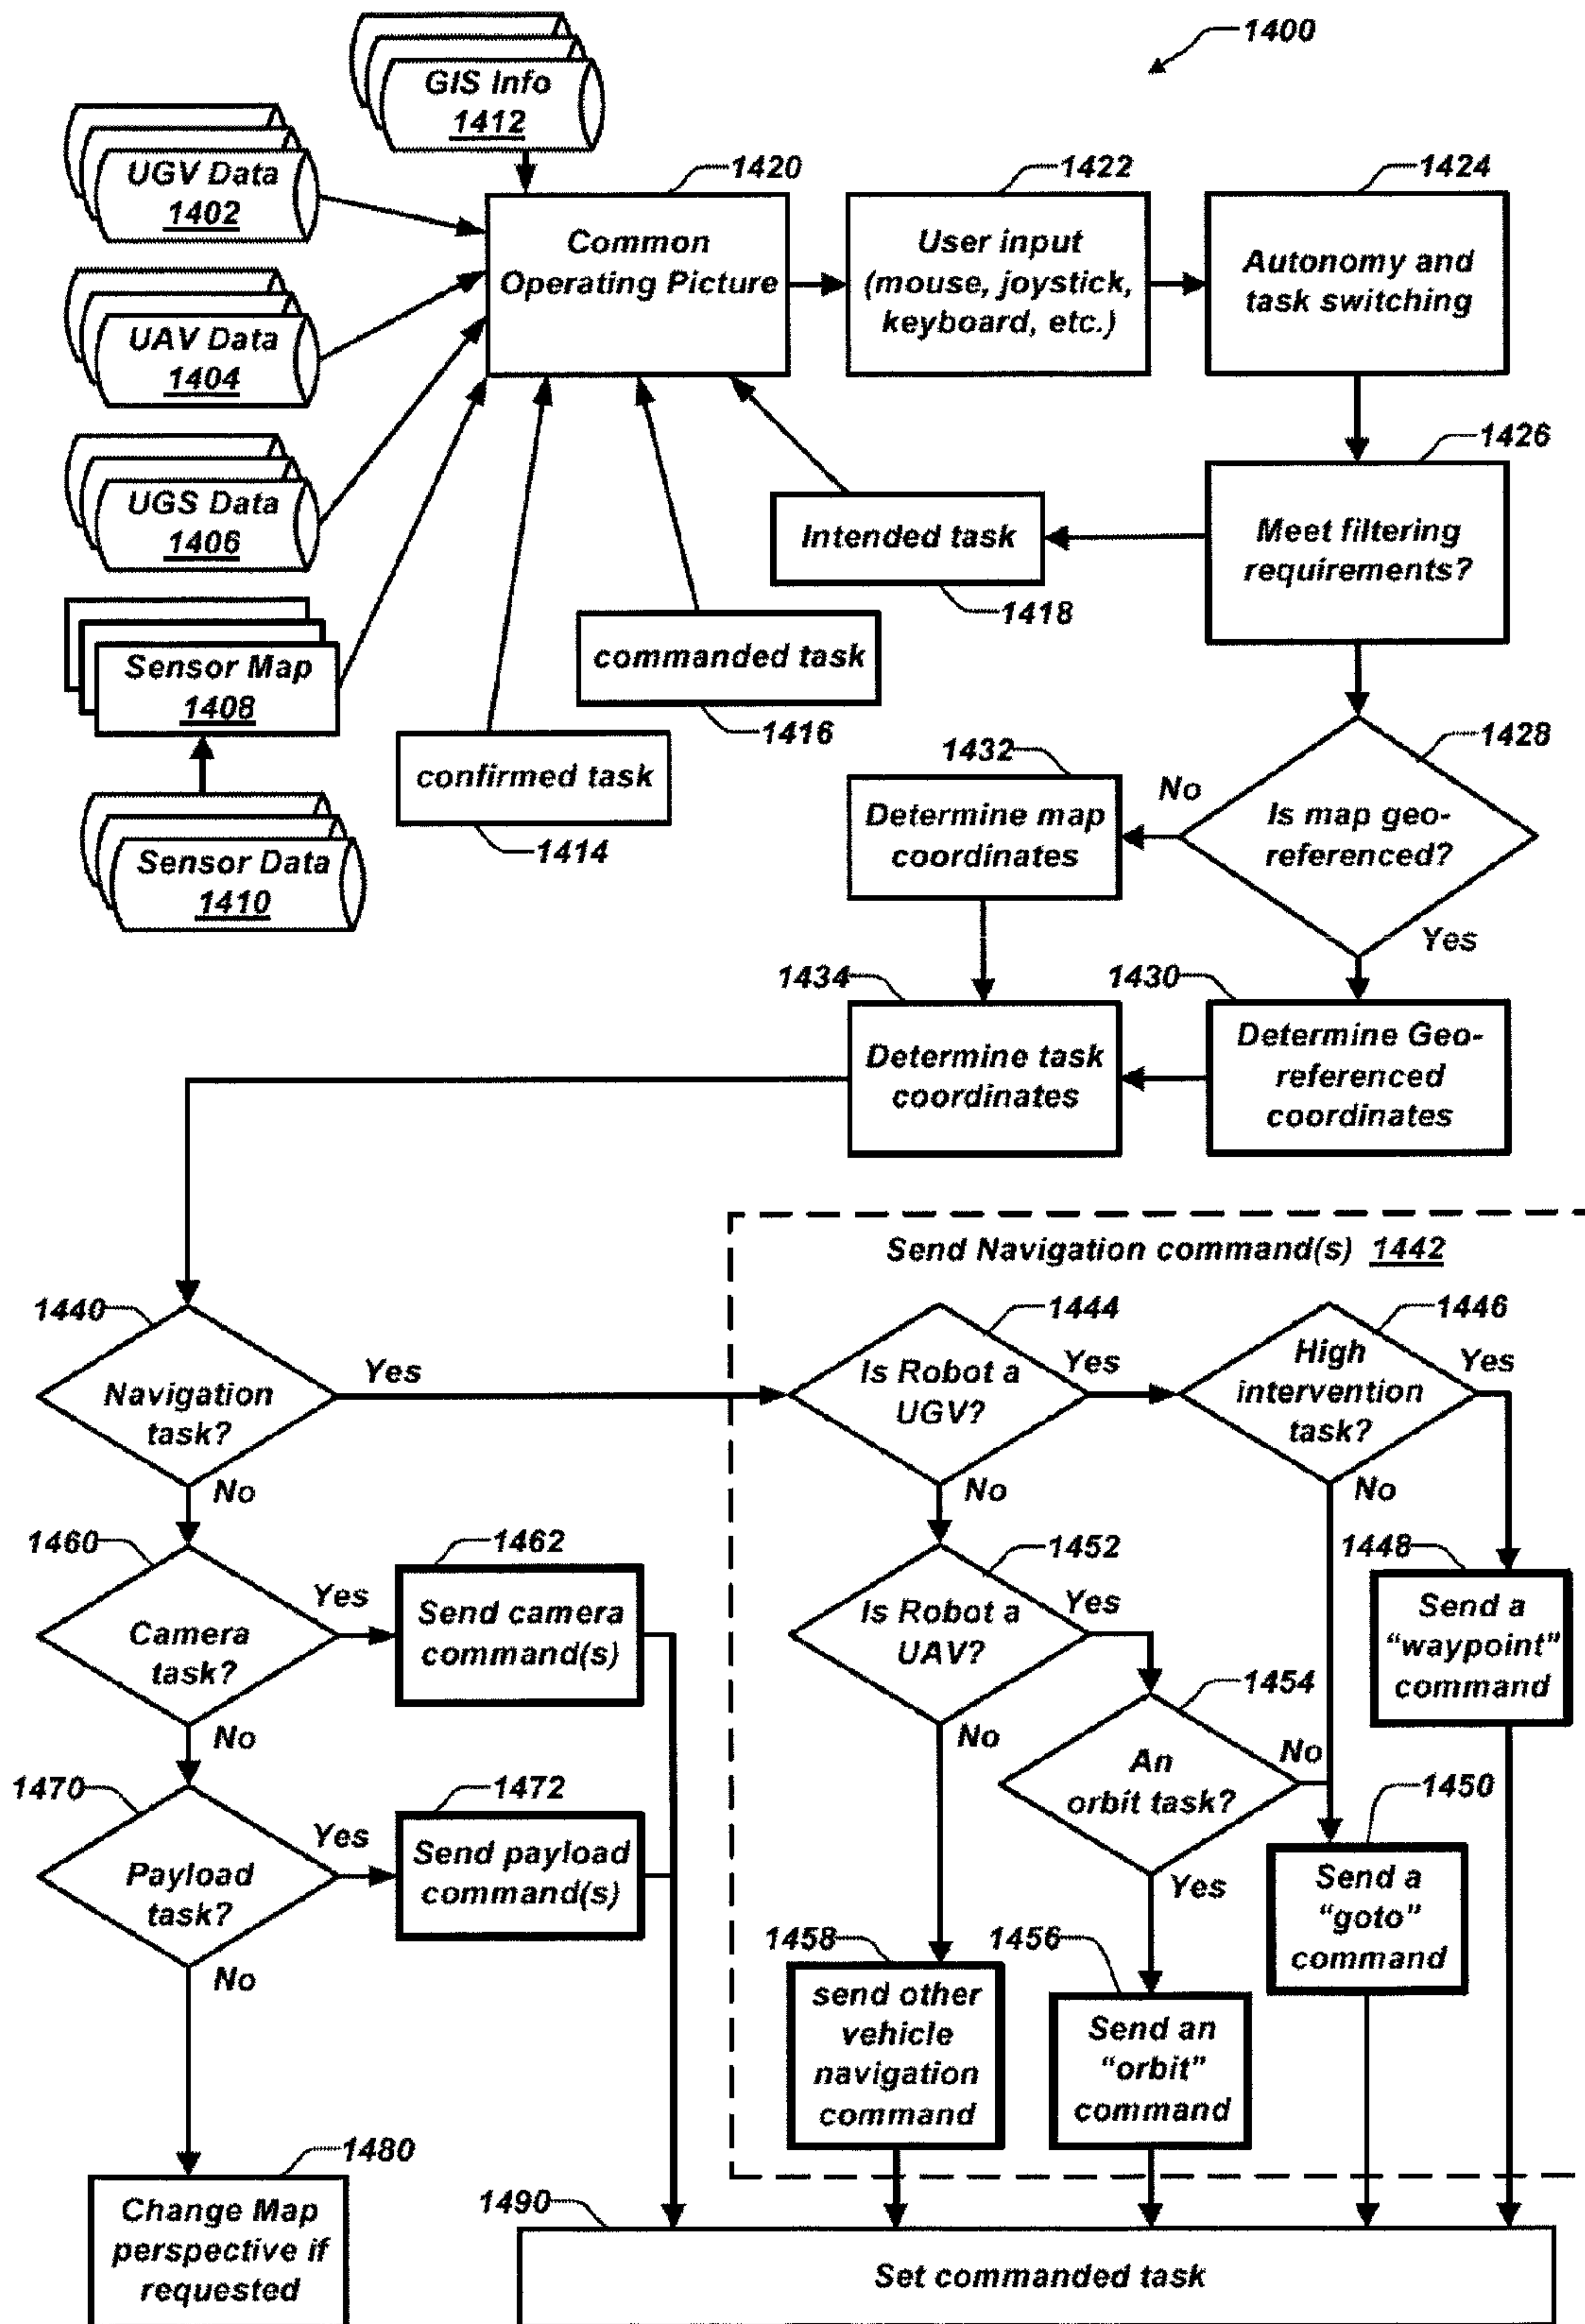 1400
GIS Info
1412
UGV Data
1402
1420
Common
Operating Picture
1422
User input
(mouse, joystick,
keyboard, etc.)
1424
Autonomy and
task switching
UAV Data
1404
UGS Data
1406
1426
Meet filtering
requirements?
Intended task
1418
commanded task
1416
confirmed task
1414
Sensor Map
1408
Sensor Data
1410
1428
Is map geo-
referenced?
No
Yes
1432
Determine map
coordinates
1434
Determine task
coordinates
1430
Determine Geo-
referenced
coordinates
Send Navigation command(s) 1442
1440
Navigation
task?
Yes
No
1444
Is Robot a
UGV?
Yes
No
1446
High
intervention
task?
Yes
No
1460
Camera
task?
Yes
No
1462
Send camera
command(s)
1452
Is Robot a
UAV?
Yes
No
1448
Send a
“waypoint”
command
1454
An
orbit task?
No
Yes
1470
Payload
task?
Yes
No
1472
Send payload
command(s)
1450
Send a
“goto”
command
1458
send other
vehicle
navigation
command
1456
Send an
“orbit”
command
1480
Change Map
perspective if
requested
1490
Set commanded task